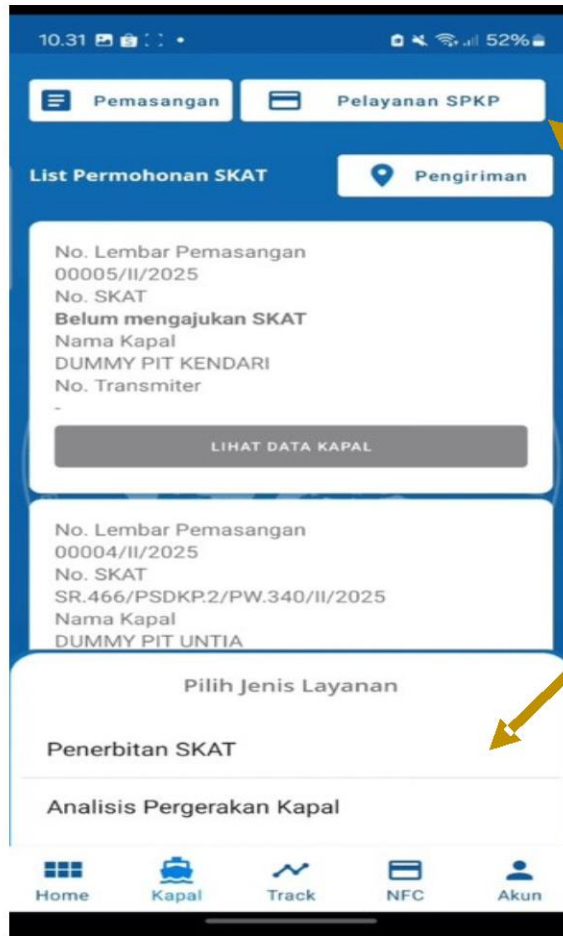 10.31 52%
Pemasangan Pelayanan SPKP
List Permohonan SKAT Pengiriman
No. Lembar Pemasangan
00005/II/2025
No. SKAT
Belum mengajukan SKAT
Nama Kapal
DUMMY PIT KENDARI
No. Transmiter
-
LIHAT DATA KAPAL
No. Lembar Pemasangan
00004/II/2025
No. SKAT
SR.466/PSDKP.2/PW.340/II/2025
Nama Kapal
DUMMY PIT UNTIA
Pilih Jenis Layanan
Penerbitan SKAT
Analisis Pergerakan Kapal
Home Kapal Track NFC Akun